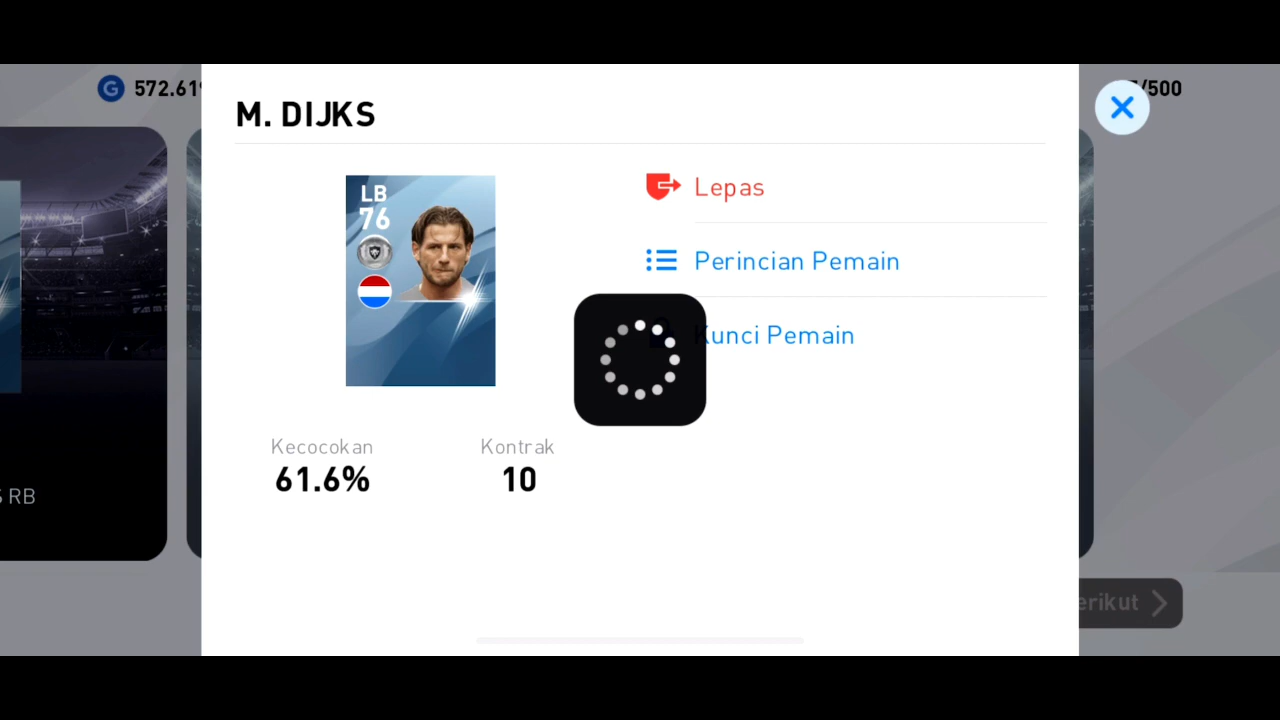 572.61
/500
M. DIJKS
LB
76
Lepas
Perincian Pemain
Kunci Pemain
Kecocokan
61.6%
Kontrak
10
RB
erikut